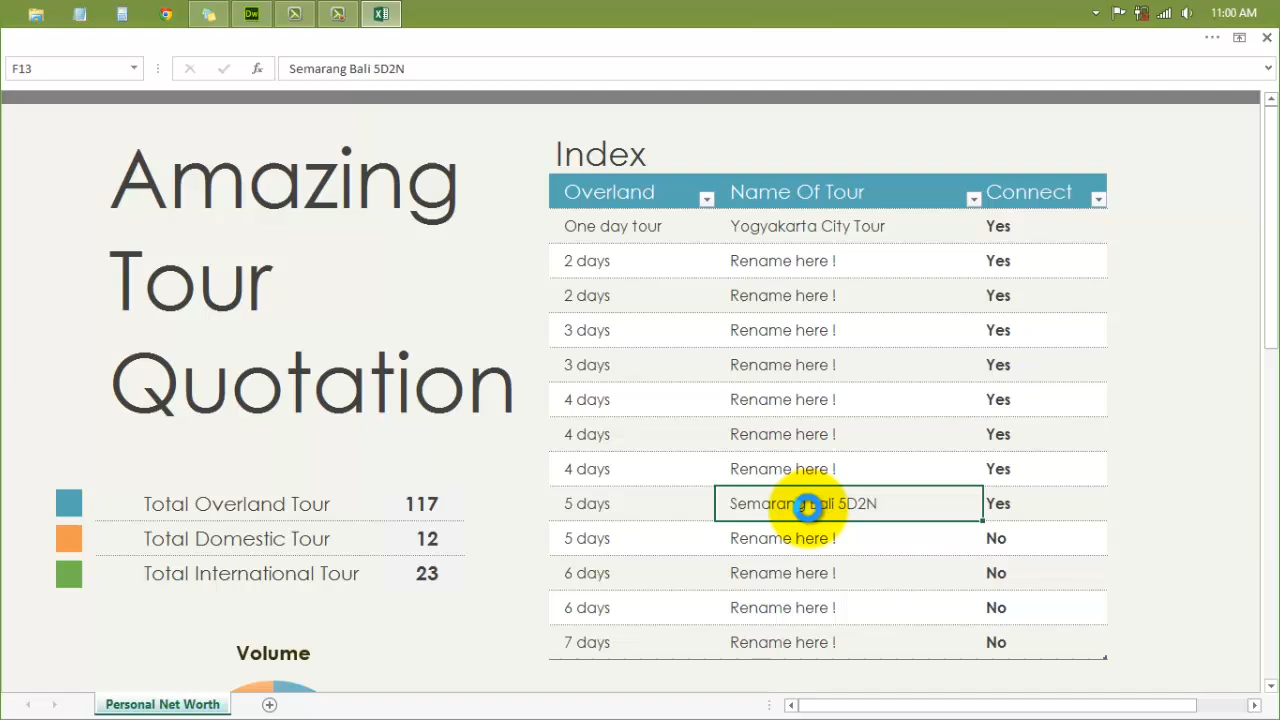 11:00 AM
F13
fx
Semarang Bali 5D2N
Amazing
Tour
Quotation
Total Overland Tour 117
Total Domestic Tour 12
Total International Tour 23
Volume
Index
Overland Name Of Tour Connect
One day tour Yogyakarta City Tour Yes
2 days Rename here ! Yes
2 days Rename here ! Yes
3 days Rename here ! Yes
3 days Rename here ! Yes
4 days Rename here ! Yes
4 days Rename here ! Yes
4 days Rename here ! Yes
5 days Semarang Bali 5D2N Yes
5 days Rename here ! No
6 days Rename here ! No
6 days Rename here ! No
7 days Rename here ! No
Personal Net Worth